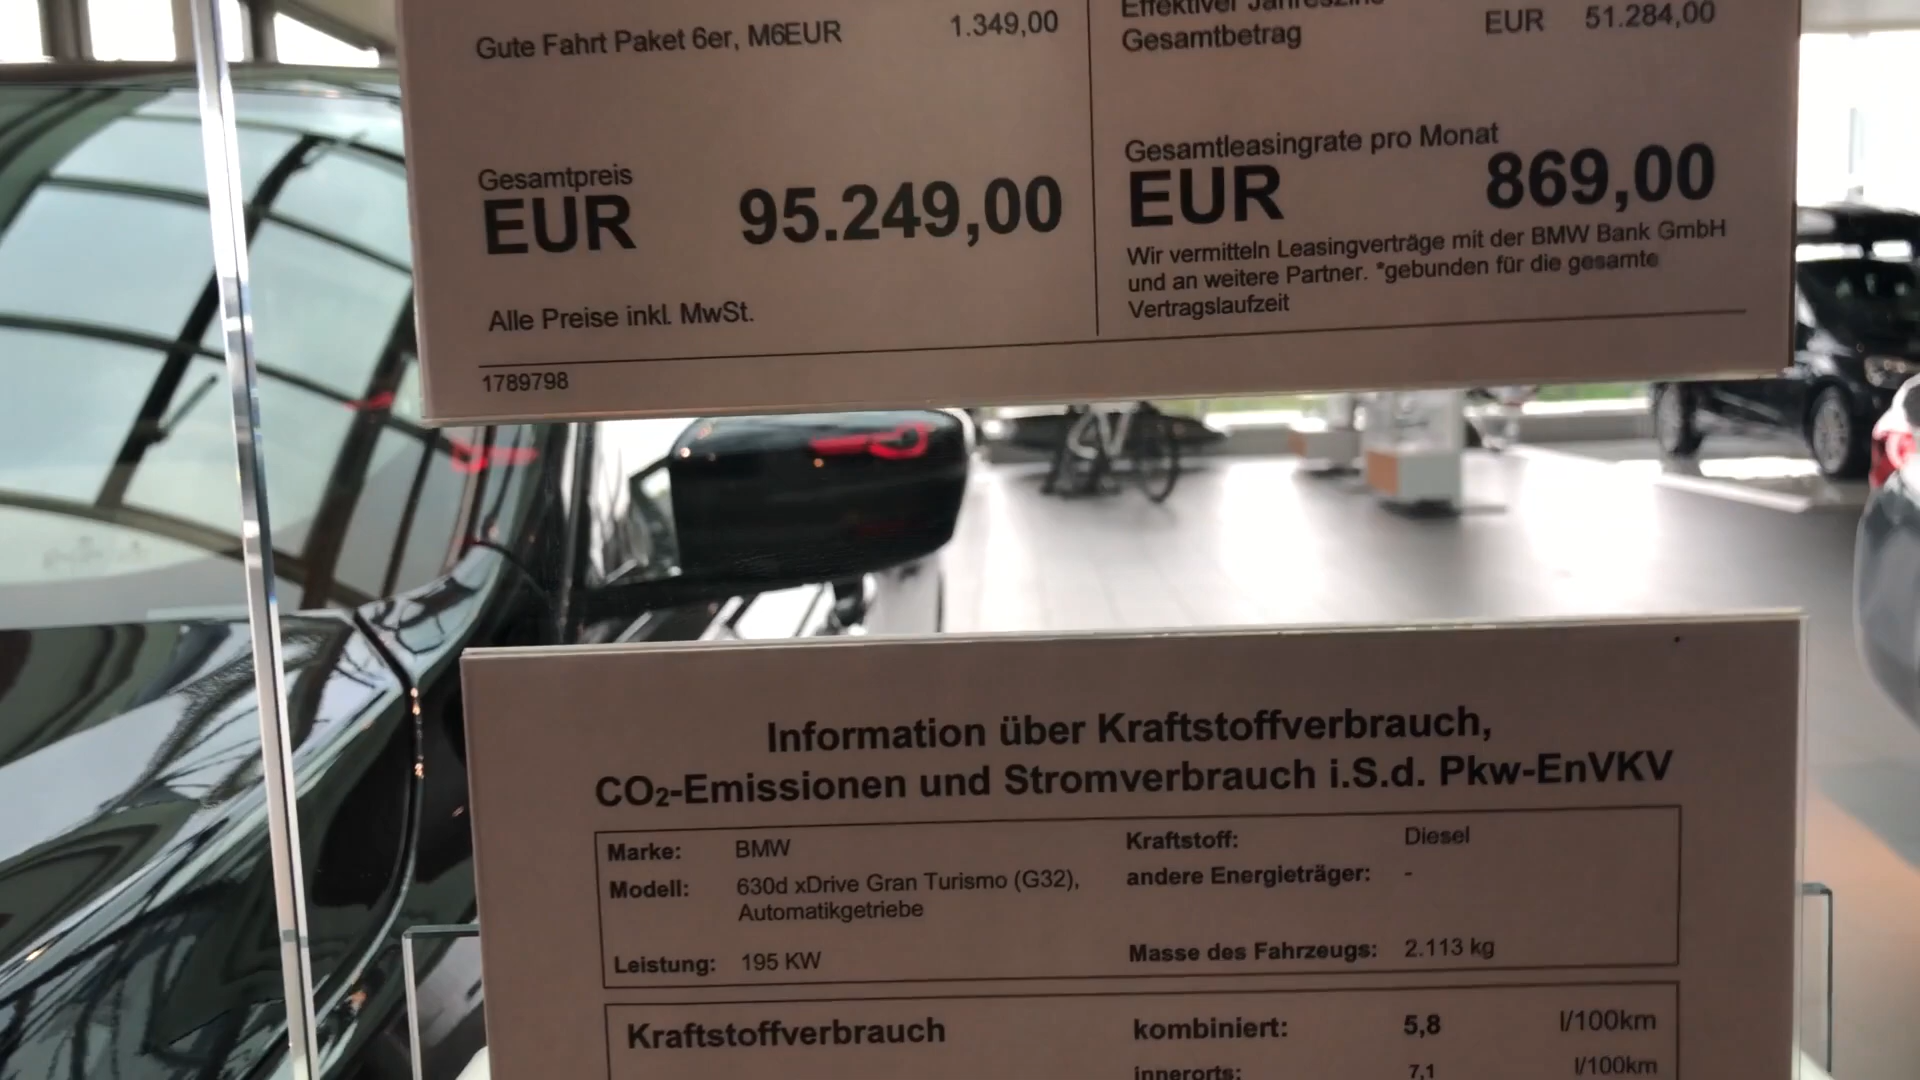 Gute Fahrt Paket 6er, M6EUR 1.349,00
Gesamtpreis
EUR 95.249,00
Alle Preise inkl. MwSt.
1789798
Effektiver Jahreszins
Gesamtbetrag EUR 51.284,00
Gesamtleasingrate pro Monat
EUR 869,00
Wir vermitteln Leasingverträge mit der BMW Bank GmbH
und an weitere Partner. *gebunden für die gesamte
Vertragslaufzeit
Information über Kraftstoffverbrauch,
CO₂-Emissionen und Stromverbrauch i.S.d. Pkw-EnVKV
Marke: BMW Kraftstoff: Diesel
Modell: 630d xDrive Gran Turismo (G32), andere Energieträger: -
Automatikgetriebe
Leistung: 195 KW Masse des Fahrzeugs: 2.113 kg
Kraftstoffverbrauch kombiniert: 5,8 l/100km
innerorts: 7,1 l/100km